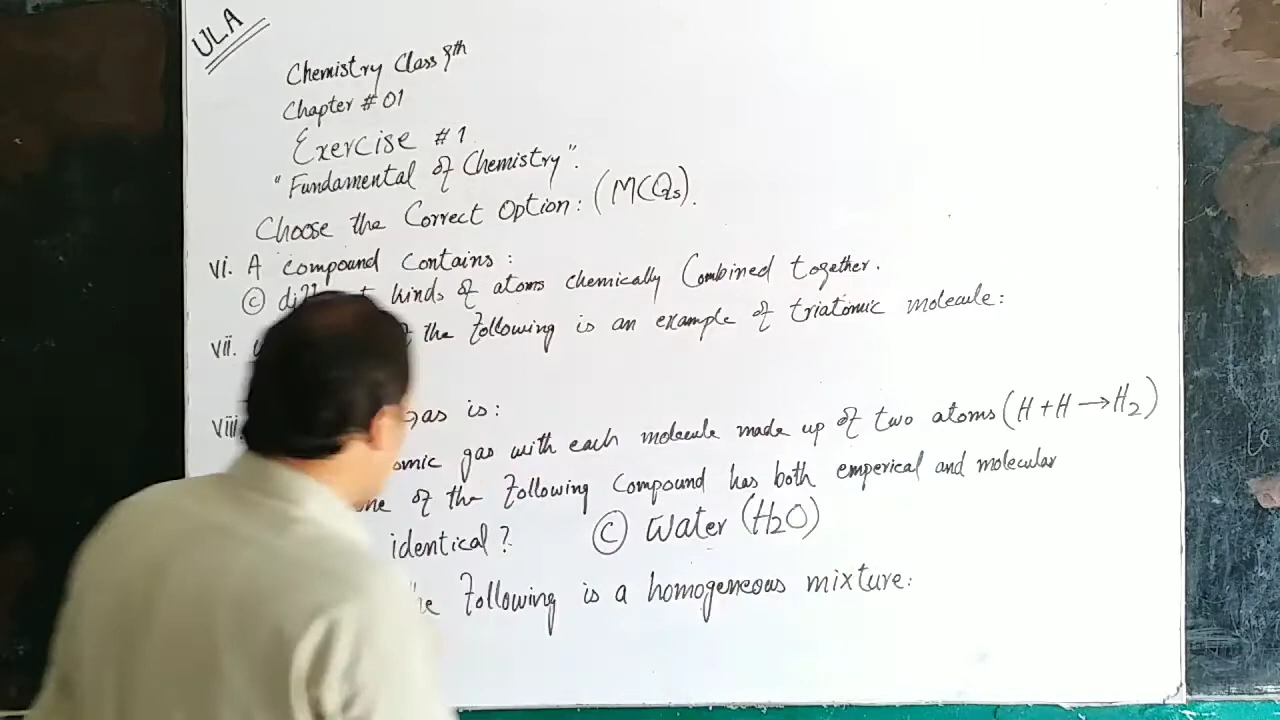 ULA
Chemistry Class 9th
Chapter # 01
Exercise # 1
"Fundamental of Chemistry".
Choose the Correct Option: (MCQs).
vi. A compound contains:
(c) kinds of atoms chemically Combined together.
vii. the following is an example of triatomic molecule:
viii. gas is:
gas with each molecule made up of two atoms (H + H → H2)
of the following compound has both emperical and molecular
identical? (c) Water (H2O)
following is a homogeneous mixture: